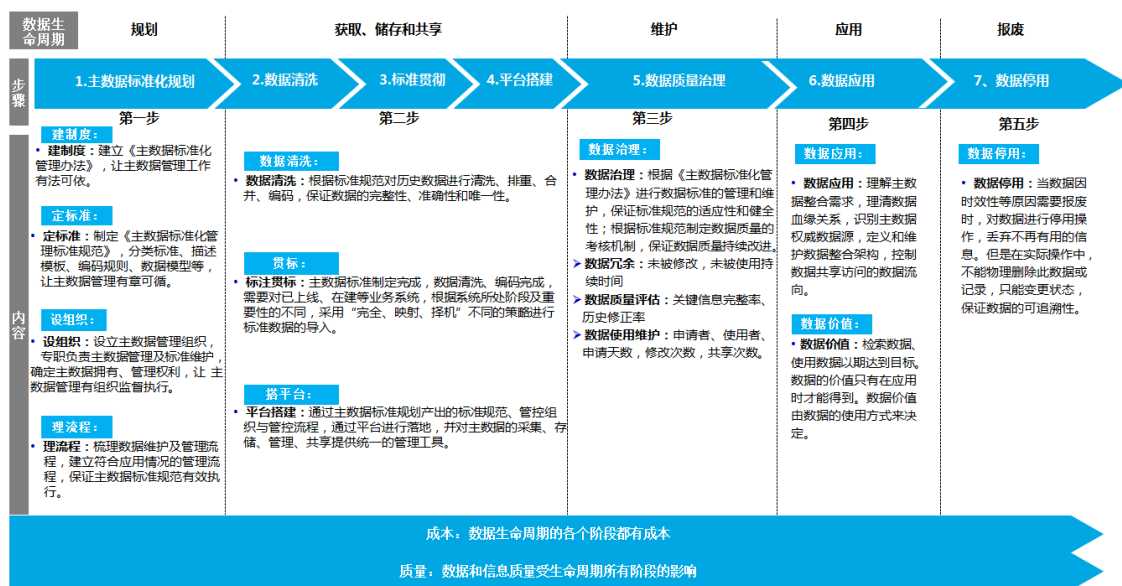 数据生
命周期
规划
获取、储存和共享
维护
应用
报废
步骤
1.主数据标准化规划
2.数据清洗
3.标准贯彻
4.平台搭建
5.数据质量治理
6.数据应用
7、数据停用
内容
第一步
建制度：
• 建制度：建立《主数据标准化
管理办法》，让主数据管理工作
有法可依。
定标准：
• 定标准：制定《主数据标准化管
理标准规范》，分类标准、描述
模板、编码规则、数据模型等，
让主数据管理有章可循。
设组织：
• 设组织：设立主数据管理组织，
专职负责主数据管理及标准维护，
确定主数据拥有、管理权利，让 主
数据管理有组织监督执行。
理流程：
• 理流程：梳理数据维护及管理流
程，建立符合应用情况的管理流
程，保证主数据标准规范有效执
行。
第二步
数据清洗：
• 数据清洗：根据标准规范对历史数据进行清洗、排重、合
并、编码，保证数据的完整性、准确性和唯一性。
贯标：
• 标注贯标：主数据标准制定完成，数据清洗、编码完成，
需要对已上线、在建等业务系统，根据系统所处阶段及重
要性的不同，采用“完全、映射、择机”不同的策略进行
标准数据的导入。
搭平台：
• 平台搭建：通过主数据标准规划产出的标准规范、管控组
织与管控流程，通过平台进行落地，并对主数据的采集、存
储、管理、共享提供统一的管理工具。
第三步
数据治理：
• 数据治理：根据《主数据标准化管
理办法》进行数据标准的管理和维
护，保证标准规范的适应性和健全
性；根据标准规范制定数据质量的
考核机制，保证数据质量持续改进。
➢ 数据冗余：未被修改，未被使用持
续时间
➢ 数据质量评估：关键信息完整率、
历史修正率
➢ 数据使用维护：申请者、使用者、
申请天数，修改次数，共享次数。
第四步
数据应用：
• 数据应用：理解主数
据整合需求，理清数据
血缘关系，识别主数据
权威数据源，定义和维
护数据整合架构，控制
数据共享访问的数据流
向。
数据价值：
• 数据价值：检索数据、
使用数据以期达到目标。
数据的价值只有在应用
时才能得到。数据价值
由数据的使用方式来决
定。
第五步
数据停用：
• 数据停用：当数据因
时效性等原因需要报废
时，对数据进行停用操
作，丢弃不再有用的信
息。但是在实际操作中，
不能物理删除此数据或
记录，只能变更状态，
保证数据的可追溯性。
成本：数据生命周期的各个阶段都有成本
质量：数据和信息质量受生命周期所有阶段的影响